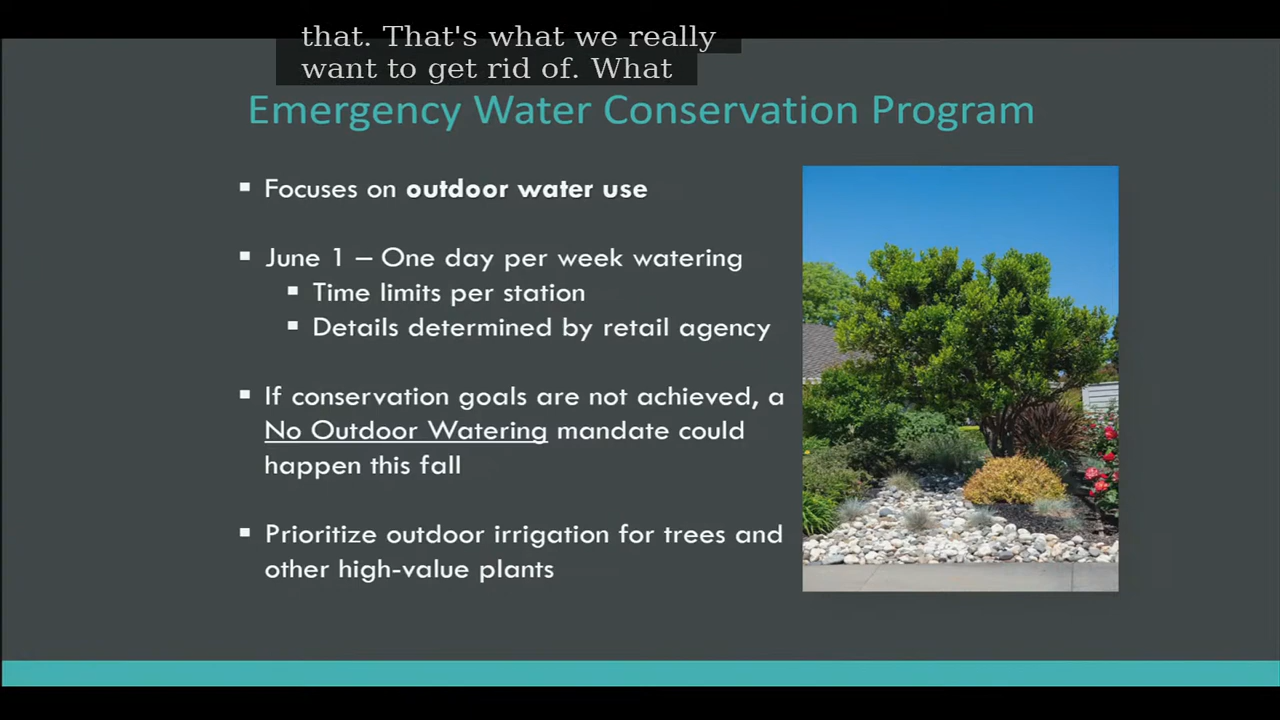 that. That's what we really
want to get rid of. What
Emergency Water Conservation Program
▪ Focuses on outdoor water use
▪ June 1 – One day per week watering
▪ Time limits per station
▪ Details determined by retail agency
▪ If conservation goals are not achieved, a
No Outdoor Watering mandate could
happen this fall
▪ Prioritize outdoor irrigation for trees and
other high-value plants